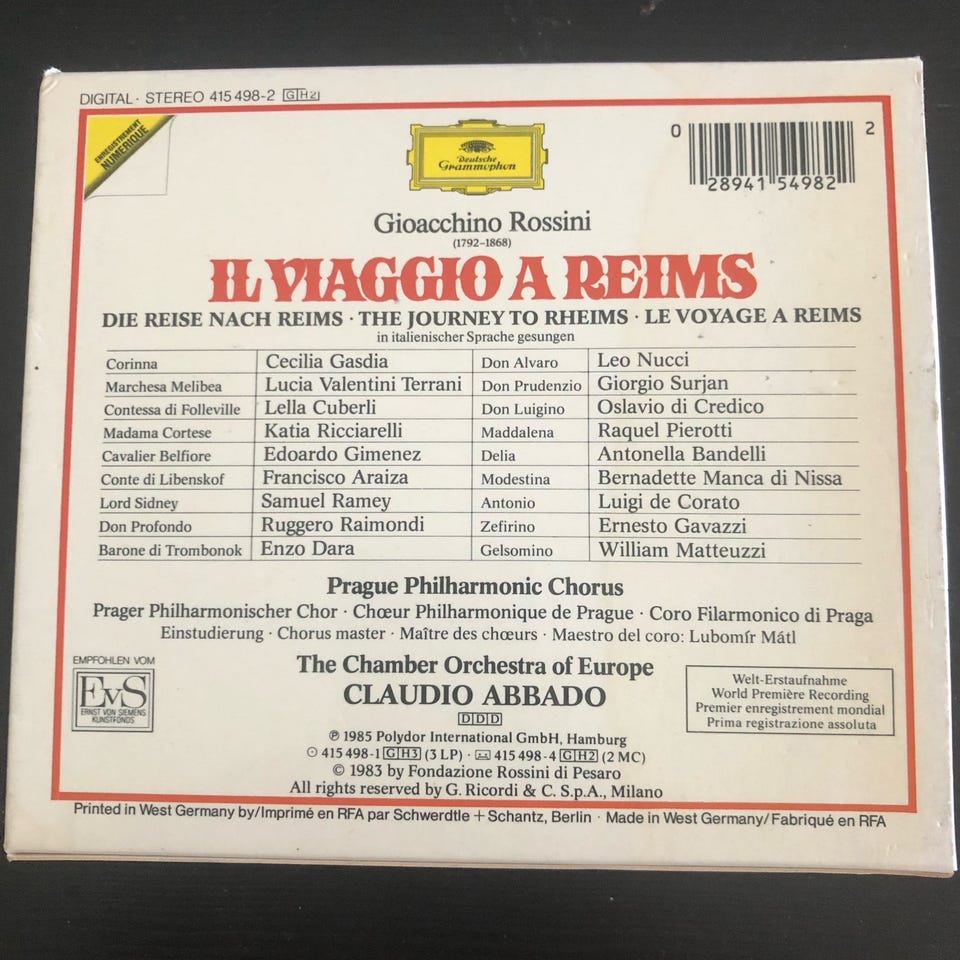 DIGITAL · STEREO 415 498-2 GH2
ENREGISTREMENT
NUMERIQUE
Deutsche
Grammophon
0 28941 54982 2
Gioacchino Rossini
(1792–1868)
IL VIAGGIO A REIMS
DIE REISE NACH REIMS · THE JOURNEY TO RHEIMS · LE VOYAGE A REIMS
in italienischer Sprache gesungen
Corinna Cecilia Gasdia Don Alvaro Leo Nucci
Marchesa Melibea Lucia Valentini Terrani Don Prudenzio Giorgio Surjan
Contessa di Folleville Lella Cuberli Don Luigino Oslavio di Credico
Madama Cortese Katia Ricciarelli Maddalena Raquel Pierotti
Cavalier Belfiore Edoardo Gimenez Delia Antonella Bandelli
Conte di Libenskof Francisco Araiza Modestina Bernadette Manca di Nissa
Lord Sidney Samuel Ramey Antonio Luigi de Corato
Don Profondo Ruggero Raimondi Zefirino Ernesto Gavazzi
Barone di Trombonok Enzo Dara Gelsomino William Matteuzzi
Prague Philharmonic Chorus
Prager Philharmonischer Chor · Chœur Philharmonique de Prague · Coro Filarmonico di Praga
Einstudierung · Chorus master · Maître des chœurs · Maestro del coro: Lubomír Mátl
EMPFOHLEN VOM
EvS
ERNST VON SIEMENS
KUNSTFONDS
The Chamber Orchestra of Europe
CLAUDIO ABBADO
DDD
Welt-Erstaufnahme
World Première Recording
Premier enregistrement mondial
Prima registrazione assoluta
℗ 1985 Polydor International GmbH, Hamburg
415 498-1 GH3 (3 LP) · 415 498-4 GH2 (2 MC)
© 1983 by Fondazione Rossini di Pesaro
All rights reserved by G. Ricordi & C. S.p.A., Milano
Printed in West Germany by/Imprimé en RFA par Schwerdtle + Schantz, Berlin · Made in West Germany/Fabriqué en RFA